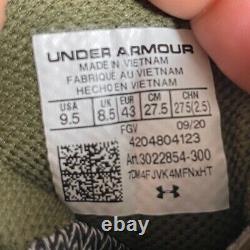 UNDER ARMOUR
MADE IN VIETNAM
FABRIQUÉ AU VIETNAM
HECHO EN VIETNAM
USA UK EUR CM CHN
9.5 8.5 43 27.5 275(2.5)
FGV 09/20
4204804123
Art.3022854-300
7DM4FJVK4MFNxHT